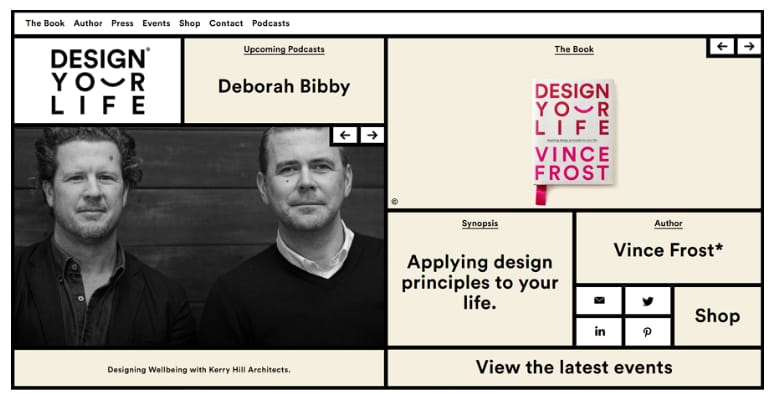 The Book Author Press Events Shop Contact Podcasts
DESIGN
YOUR
LIFE
Upcoming Podcasts
Deborah Bibby
The Book
DESIGN
YOUR
LIFE
VINCE
FROST
©
Synopsis
Applying design
principles to your
life.
Author
Vince Frost*
in
Shop
Designing Wellbeing with Kerry Hill Architects.
View the latest events